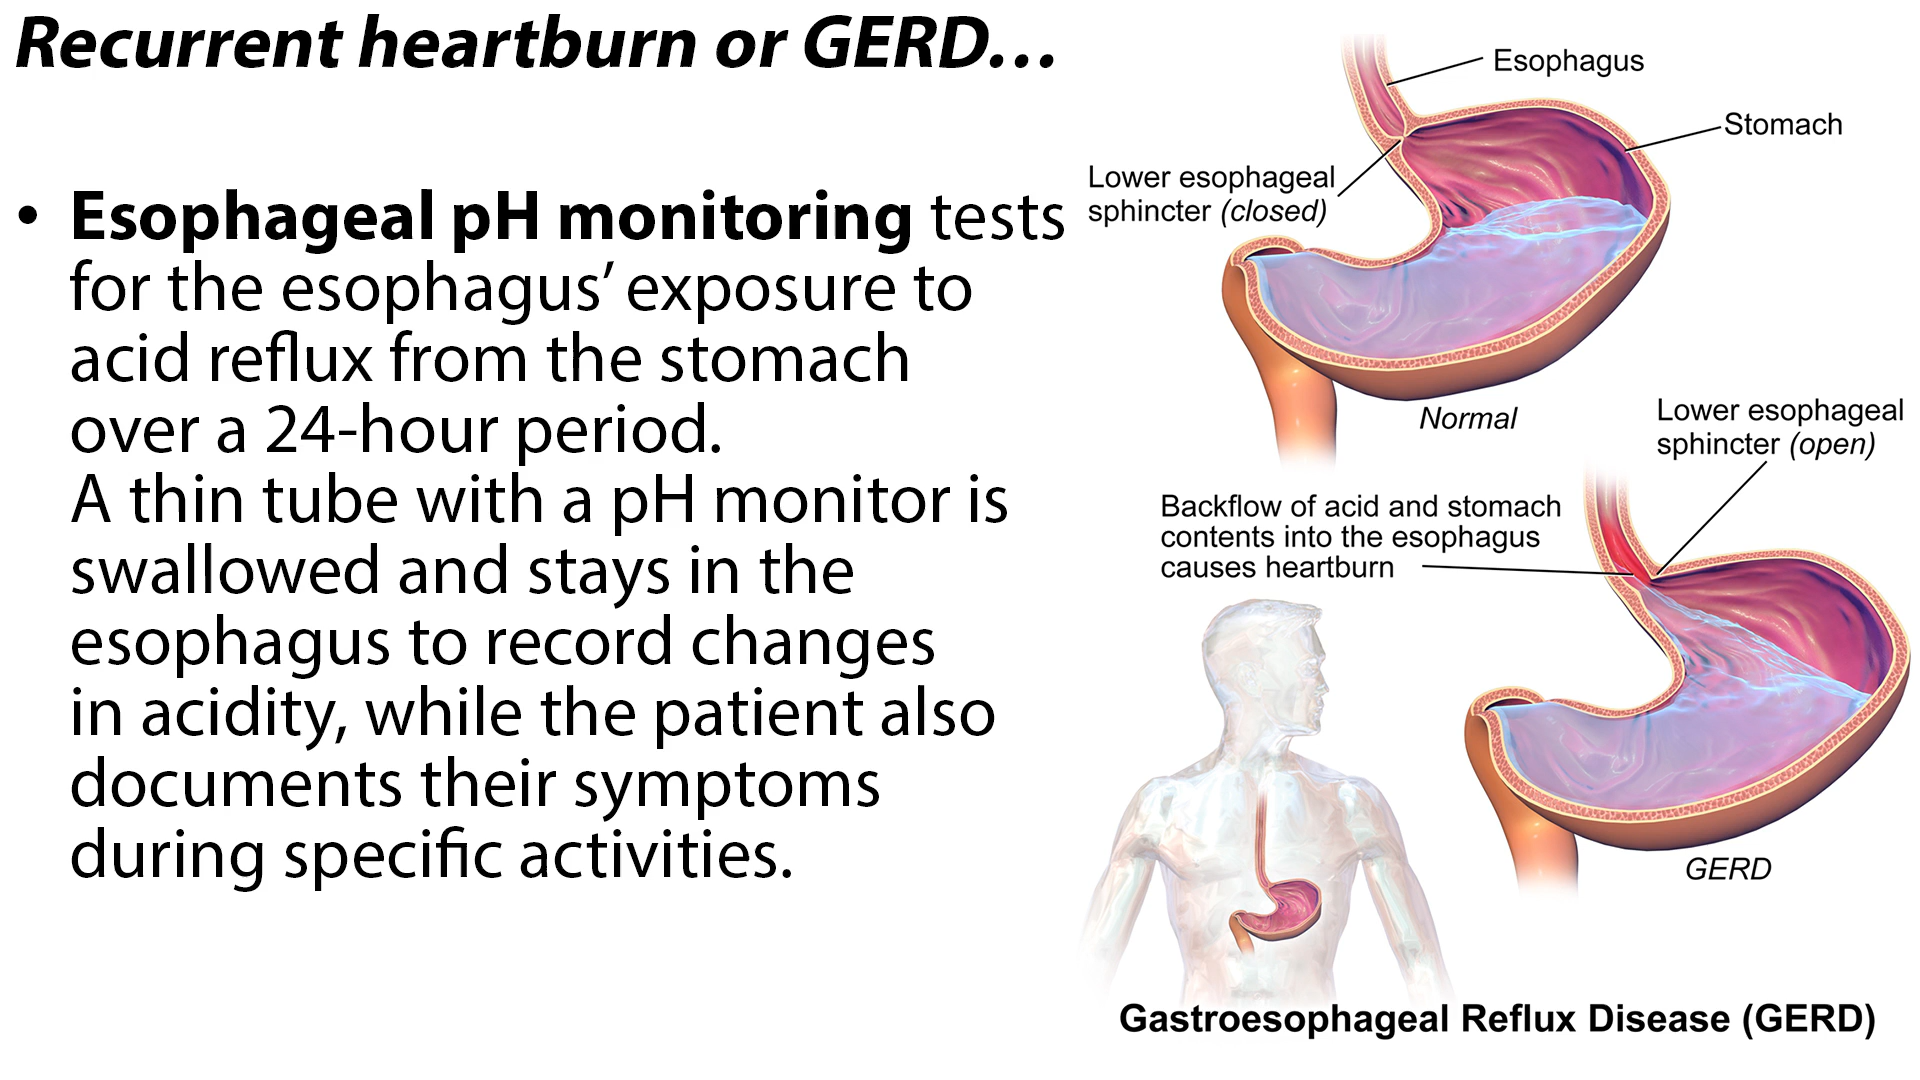 Recurrent heartburn or GERD…
• Esophageal pH monitoring tests
for the esophagus’ exposure to
acid reflux from the stomach
over a 24-hour period.
A thin tube with a pH monitor is
swallowed and stays in the
esophagus to record changes
in acidity, while the patient also
documents their symptoms
during specific activities.
Esophagus
Stomach
Lower esophageal
sphincter (closed)
Normal
Lower esophageal
sphincter (open)
Backflow of acid and stomach
contents into the esophagus
causes heartburn
GERD
Gastroesophageal Reflux Disease (GERD)